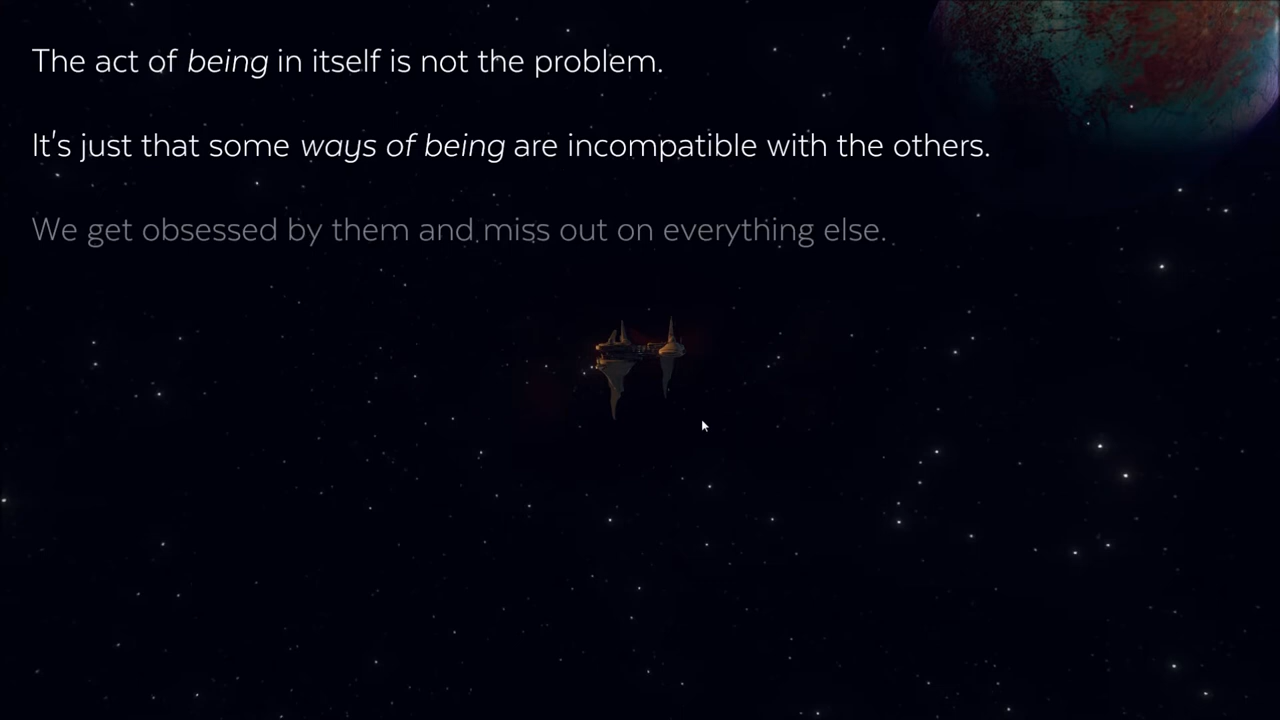 The act of being in itself is not the problem.
It's just that some ways of being are incompatible with the others.
We get obsessed by them and miss out on everything else.